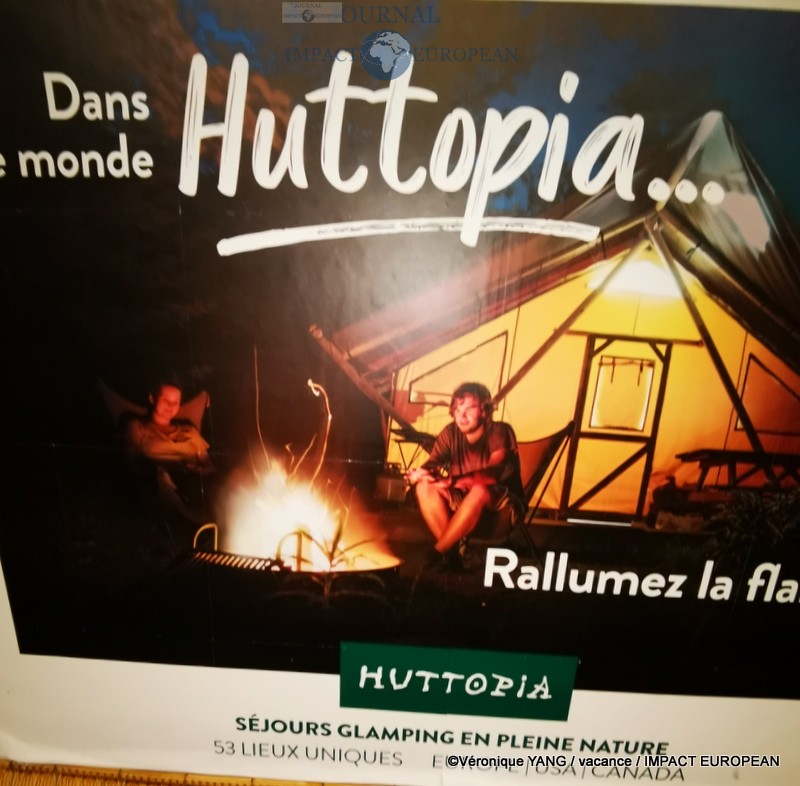 JOURNAL
IMPACT EUROPEAN
Dans
e monde
Huttopia...
Rallumez la fla
HUTTOPIA
SÉJOURS GLAMPING EN PLEINE NATURE
53 LIEUX UNIQUES EUROPE | USA | CANADA
©Véronique YANG / vacance / IMPACT EUROPEAN